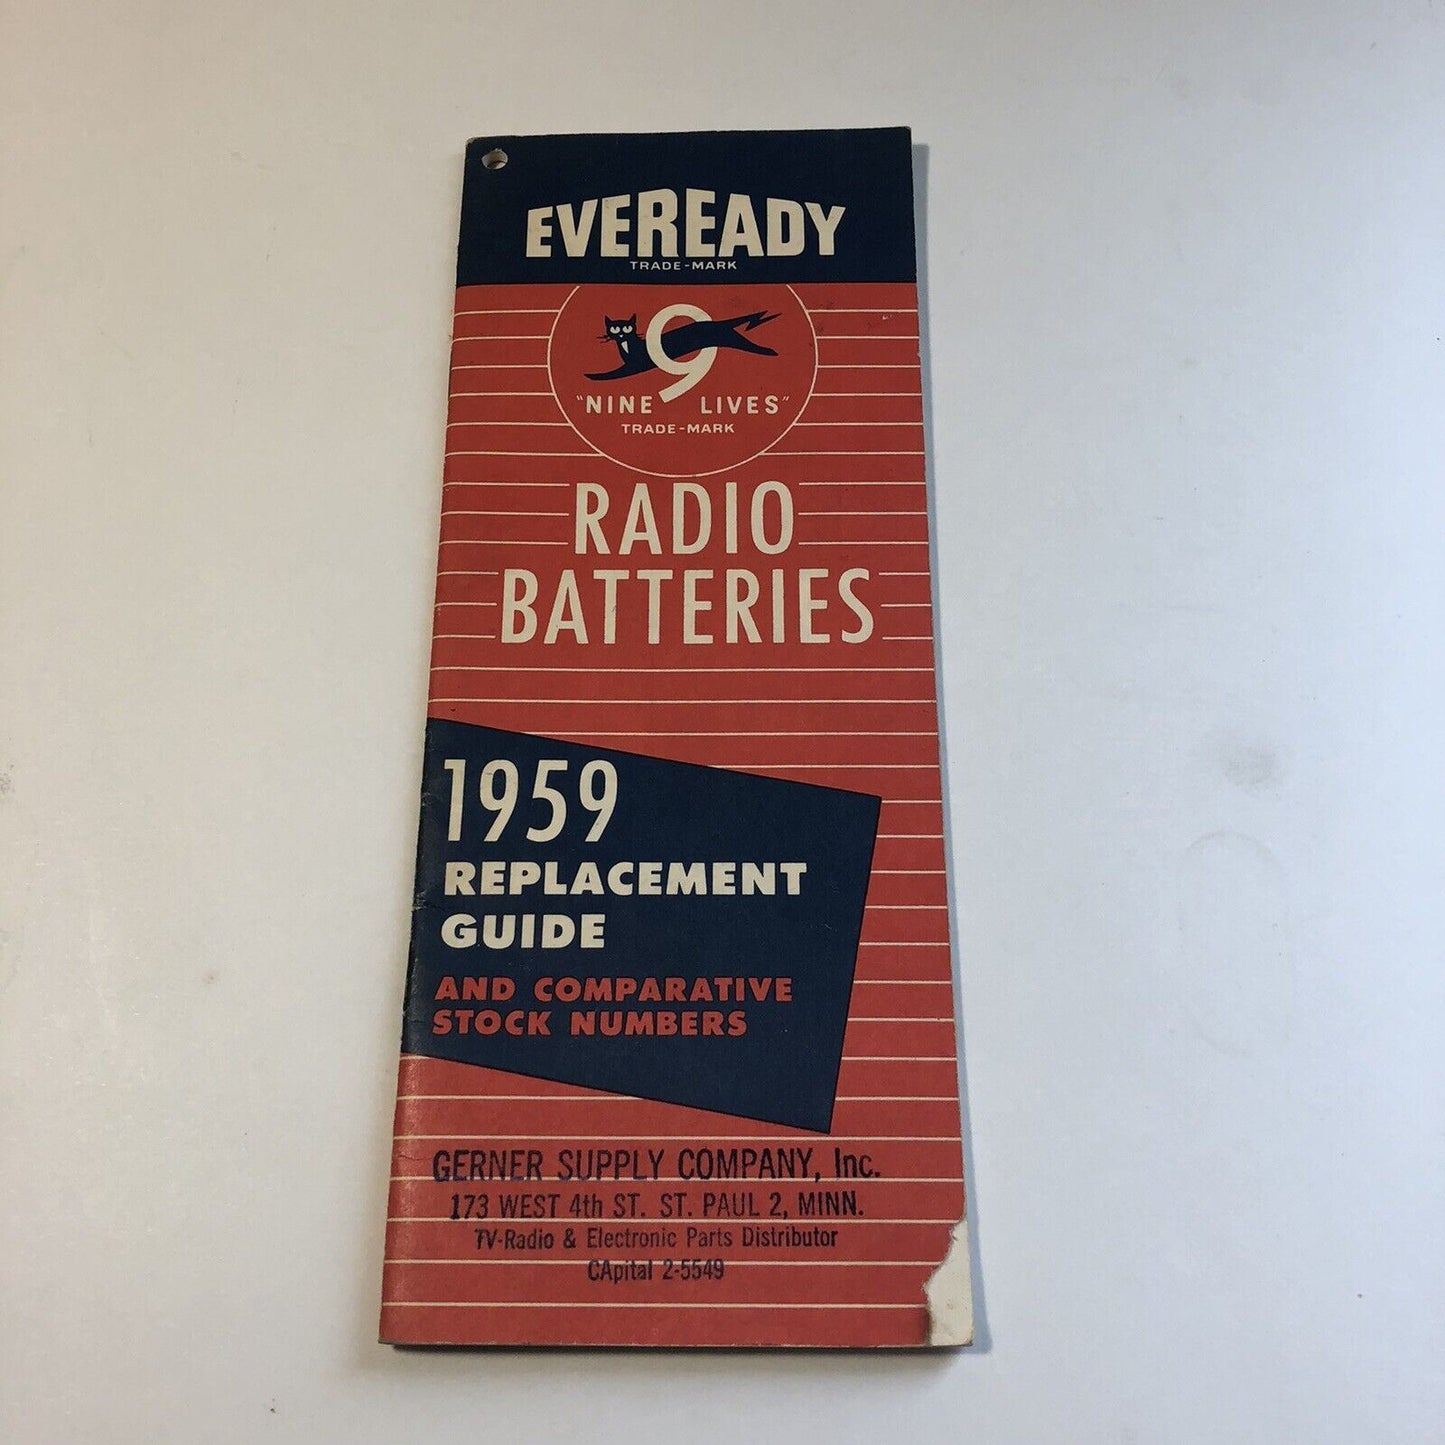 EVEREADY
TRADE-MARK
9
"NINE LIVES"
TRADE-MARK
RADIO
BATTERIES
1959
REPLACEMENT
GUIDE
AND COMPARATIVE
STOCK NUMBERS
GERNER SUPPLY COMPANY, Inc.
173 WEST 4th ST. ST. PAUL 2, MINN.
TV-Radio & Electronic Parts Distributor
CApital 2-5549